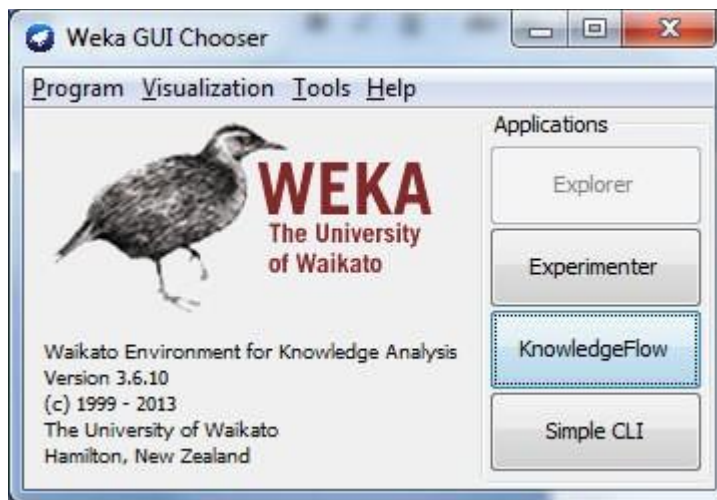 Weka GUI Chooser
Program Visualization Tools Help
WEKA
The University
of Waikato
Waikato Environment for Knowledge Analysis
Version 3.6.10
(c) 1999 - 2013
The University of Waikato
Hamilton, New Zealand
Applications
Explorer
Experimenter
KnowledgeFlow
Simple CLI